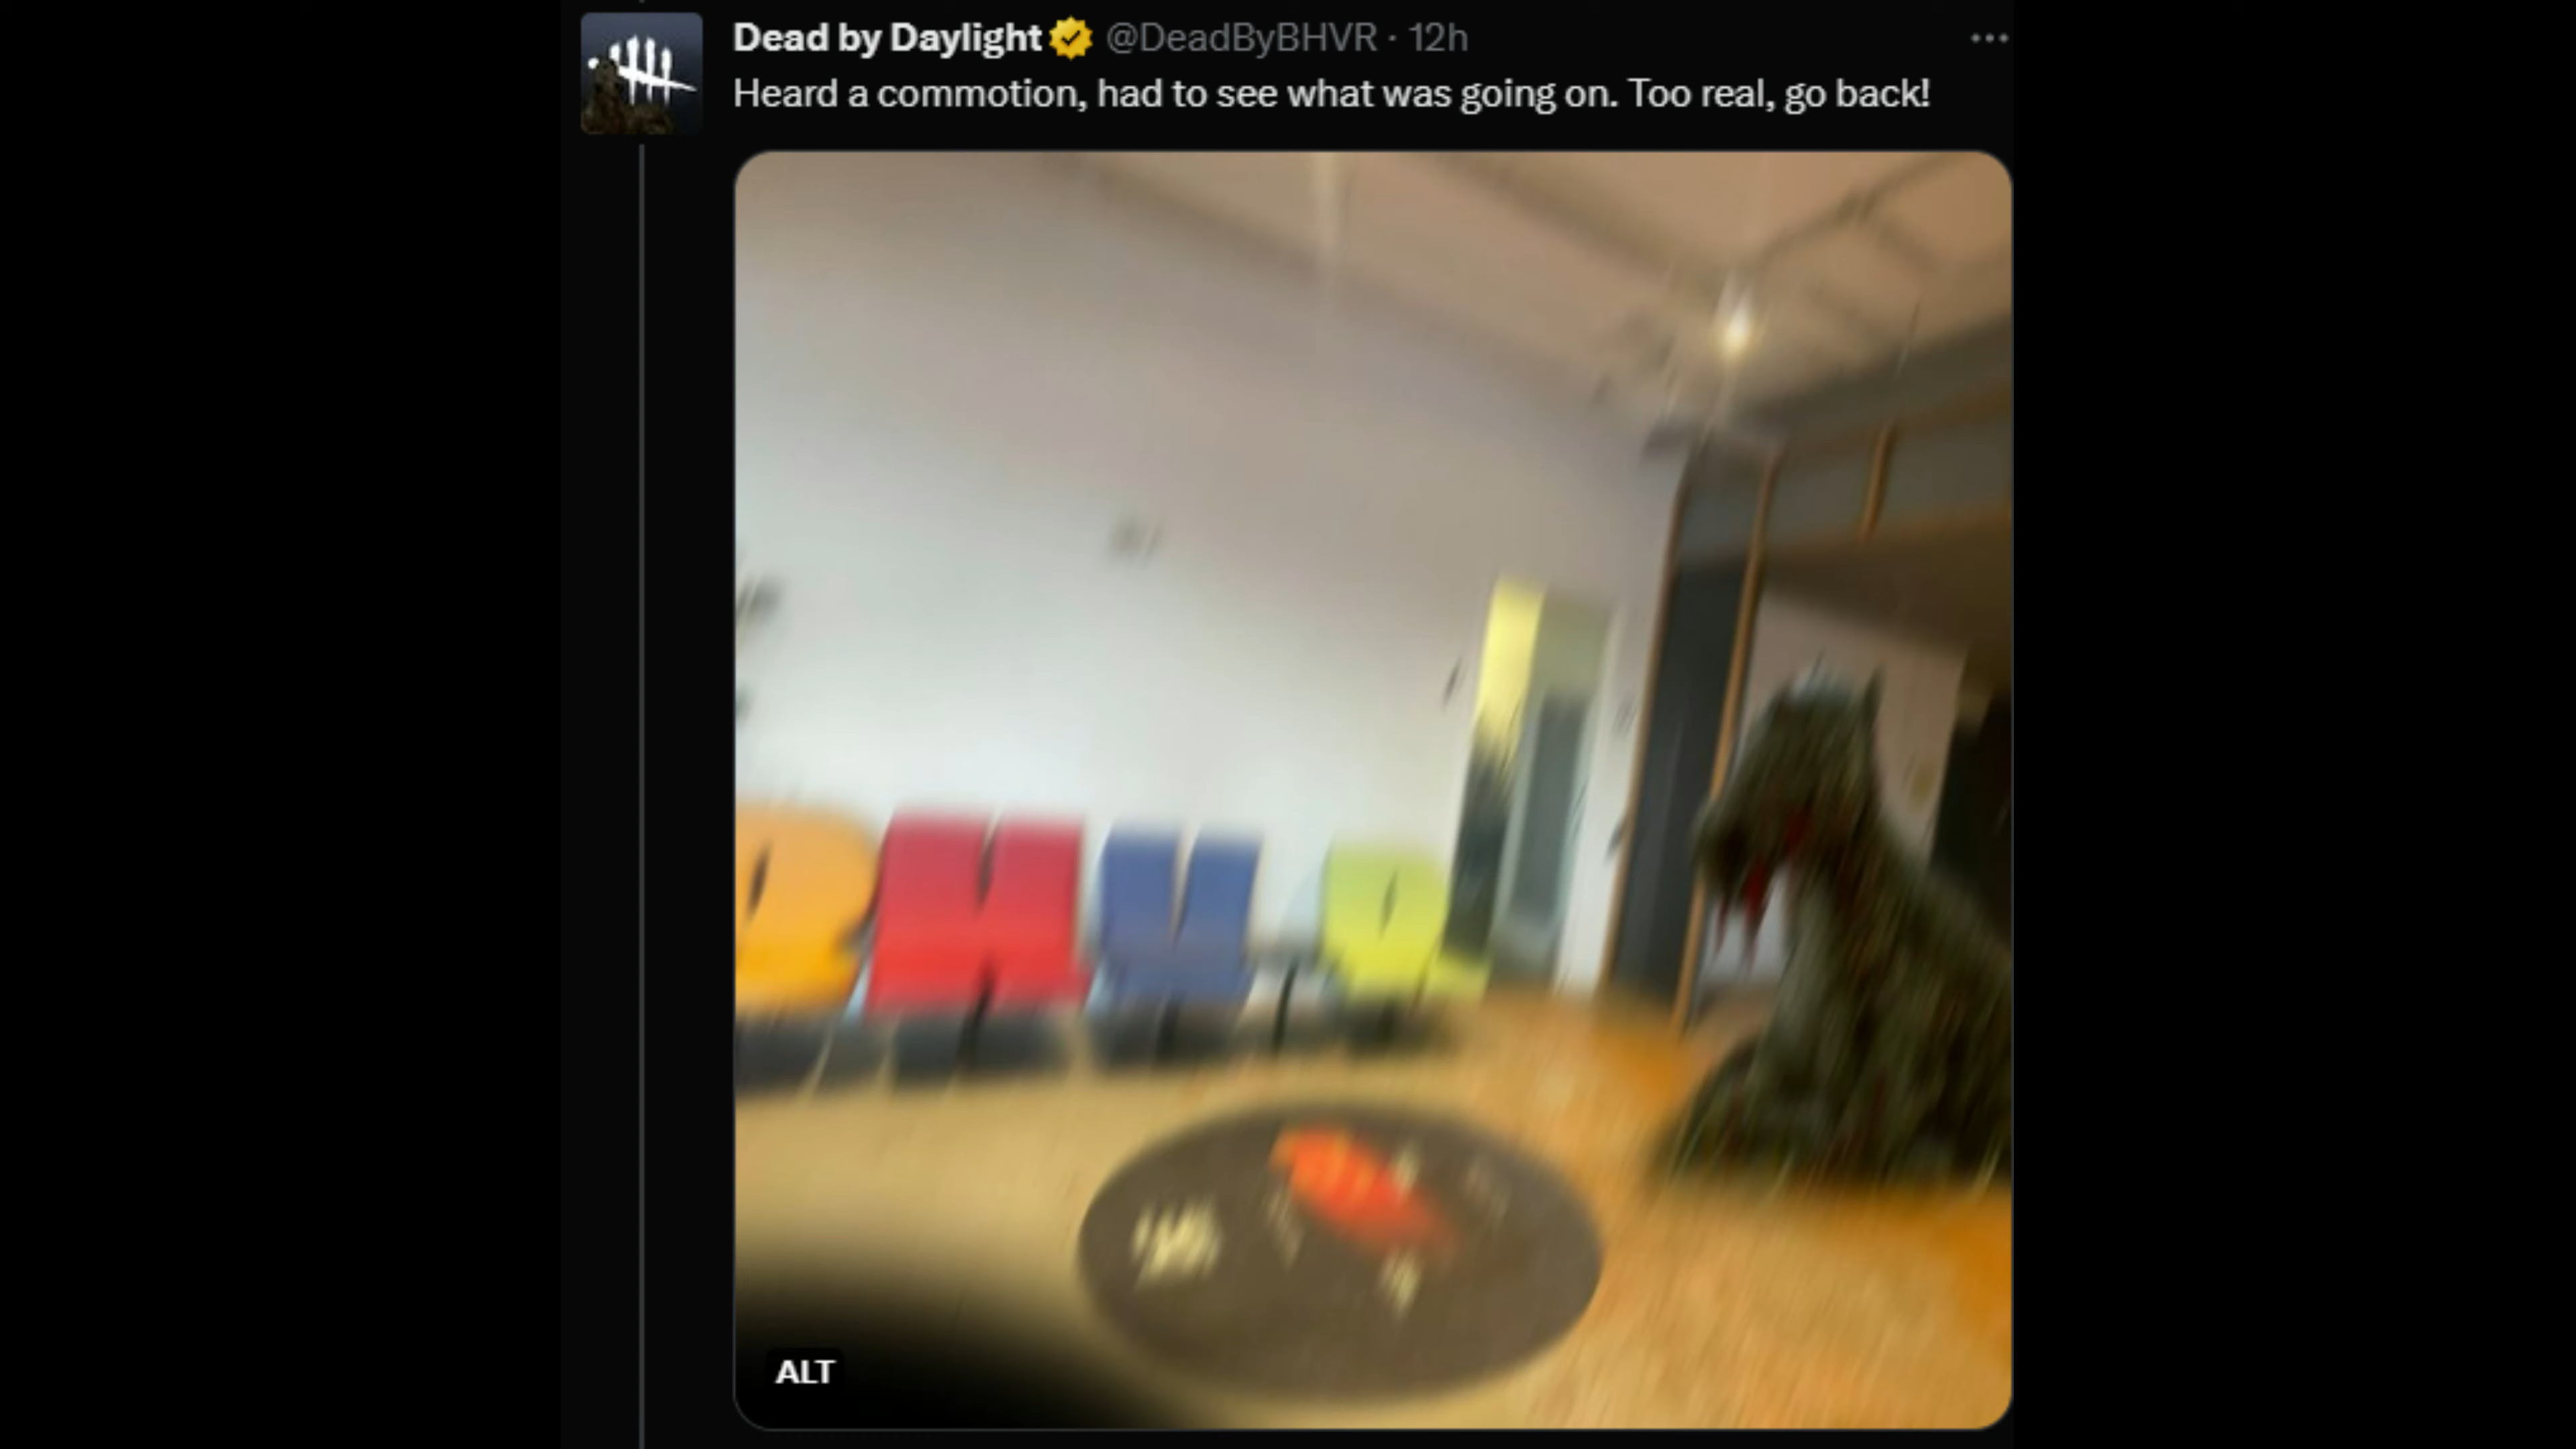 Dead by Daylight @DeadByBHVR · 12h
Heard a commotion, had to see what was going on. Too real, go back!
BHVR
ALT